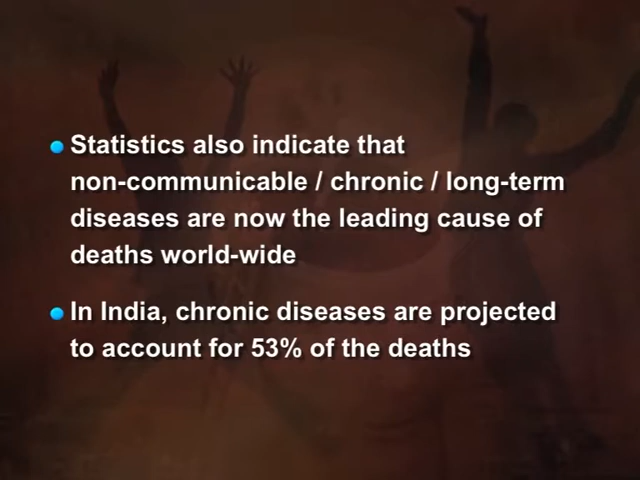 Statistics also indicate that
non-communicable / chronic / long-term
diseases are now the leading cause of
deaths world-wide
In India, chronic diseases are projected
to account for 53% of the deaths